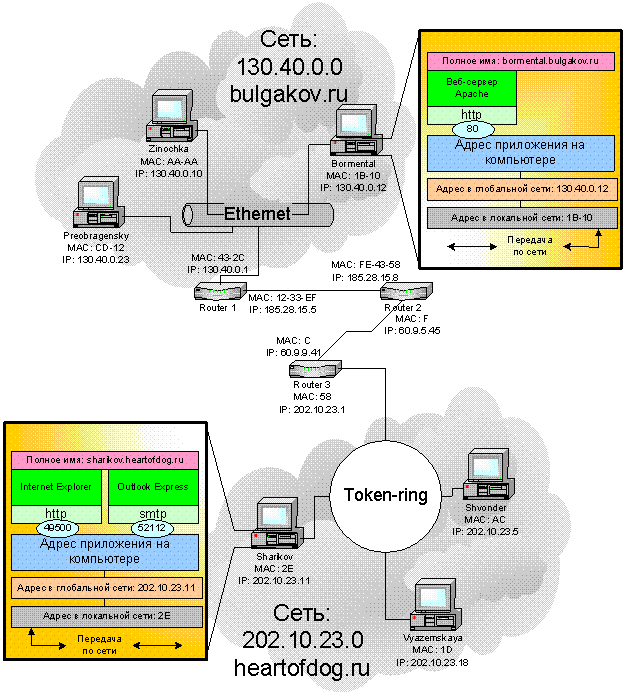 Сеть:
130.40.0.0
bulgakov.ru
Zinochka
MAC: AA-AA
IP: 130.40.0.10
Bormental
MAC: 1B-10
IP: 130.40.0.12
Preobragensky
MAC: CD-12
IP: 130.40.0.23
Ethernet
Полное имя: bormental.bulgakov.ru
Веб-сервер
Apache
http
80
Адрес приложения на
компьютере
Адрес в глобальной сети: 130.40.0.12
Адрес в локальной сети: 1B-10
Передача
по сети
MAC: 43-2C
IP: 130.40.0.1
Router 1
MAC: 12-33-EF
IP: 185.28.15.5
MAC: FE-43-58
IP: 185.28.15.8
Router 2
MAC: F
IP: 60.9.5.45
MAC: C
IP: 60.9.9.41
Router 3
MAC: 58
IP: 202.10.23.1
Полное имя: sharikov.heartofdog.ru
Internet Explorer
Outlook Express
http
smtp
49500
52112
Адрес приложения на
компьютере
Адрес в глобальной сети: 202.10.23.11
Адрес в локальной сети: 2E
Передача
по сети
Token-ring
Sharikov
MAC: 2E
IP: 202.10.23.11
Shvonder
MAC: AC
IP: 202.10.23.5
Vyazemskaya
MAC: 1D
IP: 202.10.23.18
Сеть:
202.10.23.0
heartofdog.ru